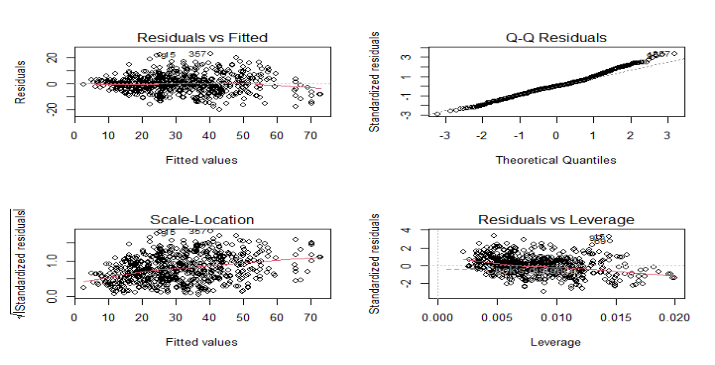 Residuals vs Fitted
Residuals
20
0
-20
915
357
0 10 20 30 40 50 60 70
Fitted values
Q-Q Residuals
Standardized residuals
3
1
-1
-3
-3 -2 -1 0 1 2 3
Theoretical Quantiles
Scale-Location
√|Standardized residuals|
1.0
0.0
915
357
0 10 20 30 40 50 60 70
Fitted values
Residuals vs Leverage
Standardized residuals
4
2
0
-2
0.000 0.005 0.010 0.015 0.020
Leverage